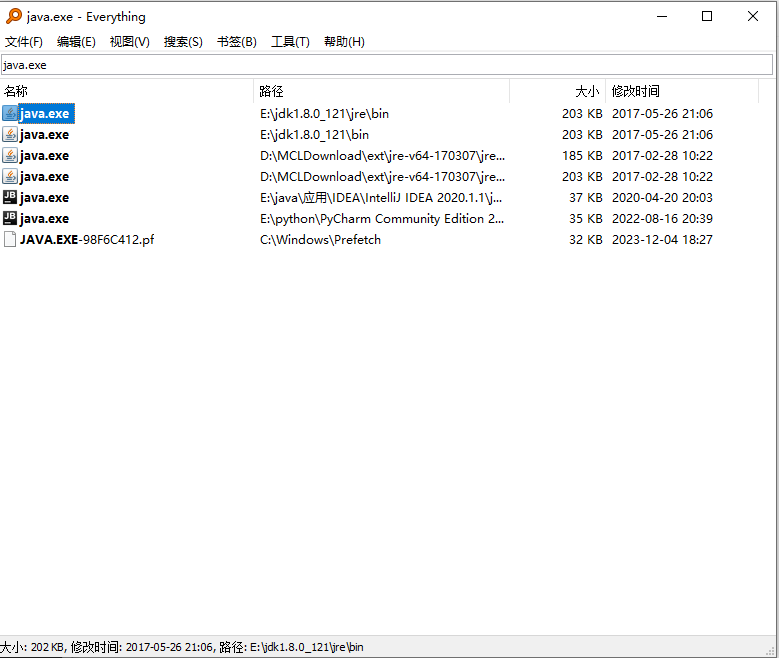 java.exe - Everything
文件(F) 编辑(E) 视图(V) 搜索(S) 书签(B) 工具(T) 帮助(H)
java.exe
名称 路径 大小 修改时间
java.exe E:\jdk1.8.0_121\jre\bin 203 KB 2017-05-26 21:06
java.exe E:\jdk1.8.0_121\bin 203 KB 2017-05-26 21:06
java.exe D:\MCLDownload\ext\jre-v64-170307\jre... 185 KB 2017-02-28 10:22
java.exe D:\MCLDownload\ext\jre-v64-170307\jre... 203 KB 2017-02-28 10:22
JB java.exe E:\java\应用\IDEA\IntelliJ IDEA 2020.1.1\j... 37 KB 2020-04-20 20:03
JB java.exe E:\python\PyCharm Community Edition 2... 35 KB 2022-08-16 20:39
JAVA.EXE-98F6C412.pf C:\Windows\Prefetch 32 KB 2023-12-04 18:27
大小: 202 KB, 修改时间: 2017-05-26 21:06, 路径: E:\jdk1.8.0_121\jre\bin